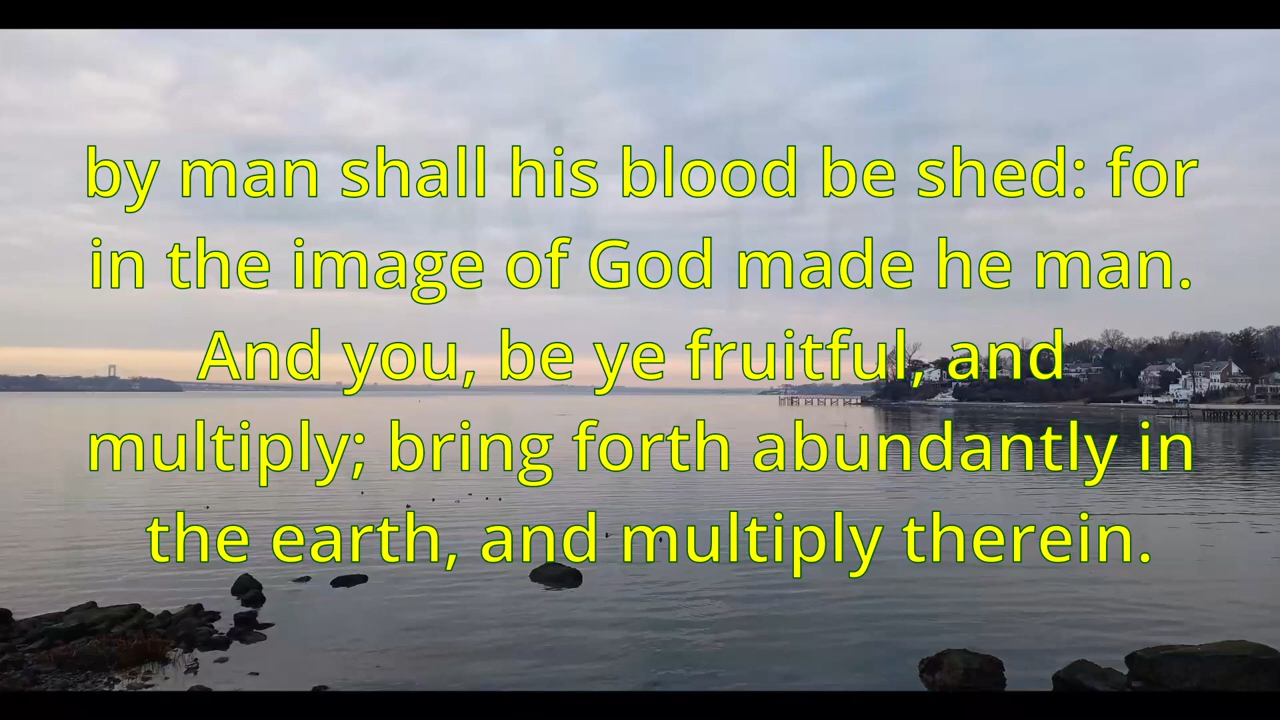 by man shall his blood be shed: for
in the image of God made he man.
And you, be ye fruitful, and
multiply; bring forth abundantly in
the earth, and multiply therein.